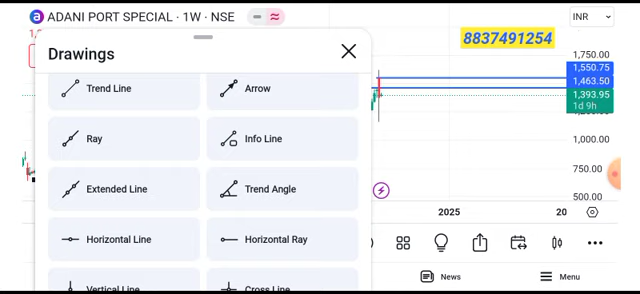 ADANI PORT SPECIAL · 1W · NSE
INR
8837491254
Drawings
Trend Line
Arrow
Ray
Info Line
Extended Line
Trend Angle
Horizontal Line
Horizontal Ray
Vertical Line
Cross Line
1,750.00
1,550.75
1,463.50
1,393.95
1d 9h
1,000.00
750.00
500.00
2025
20
News
Menu